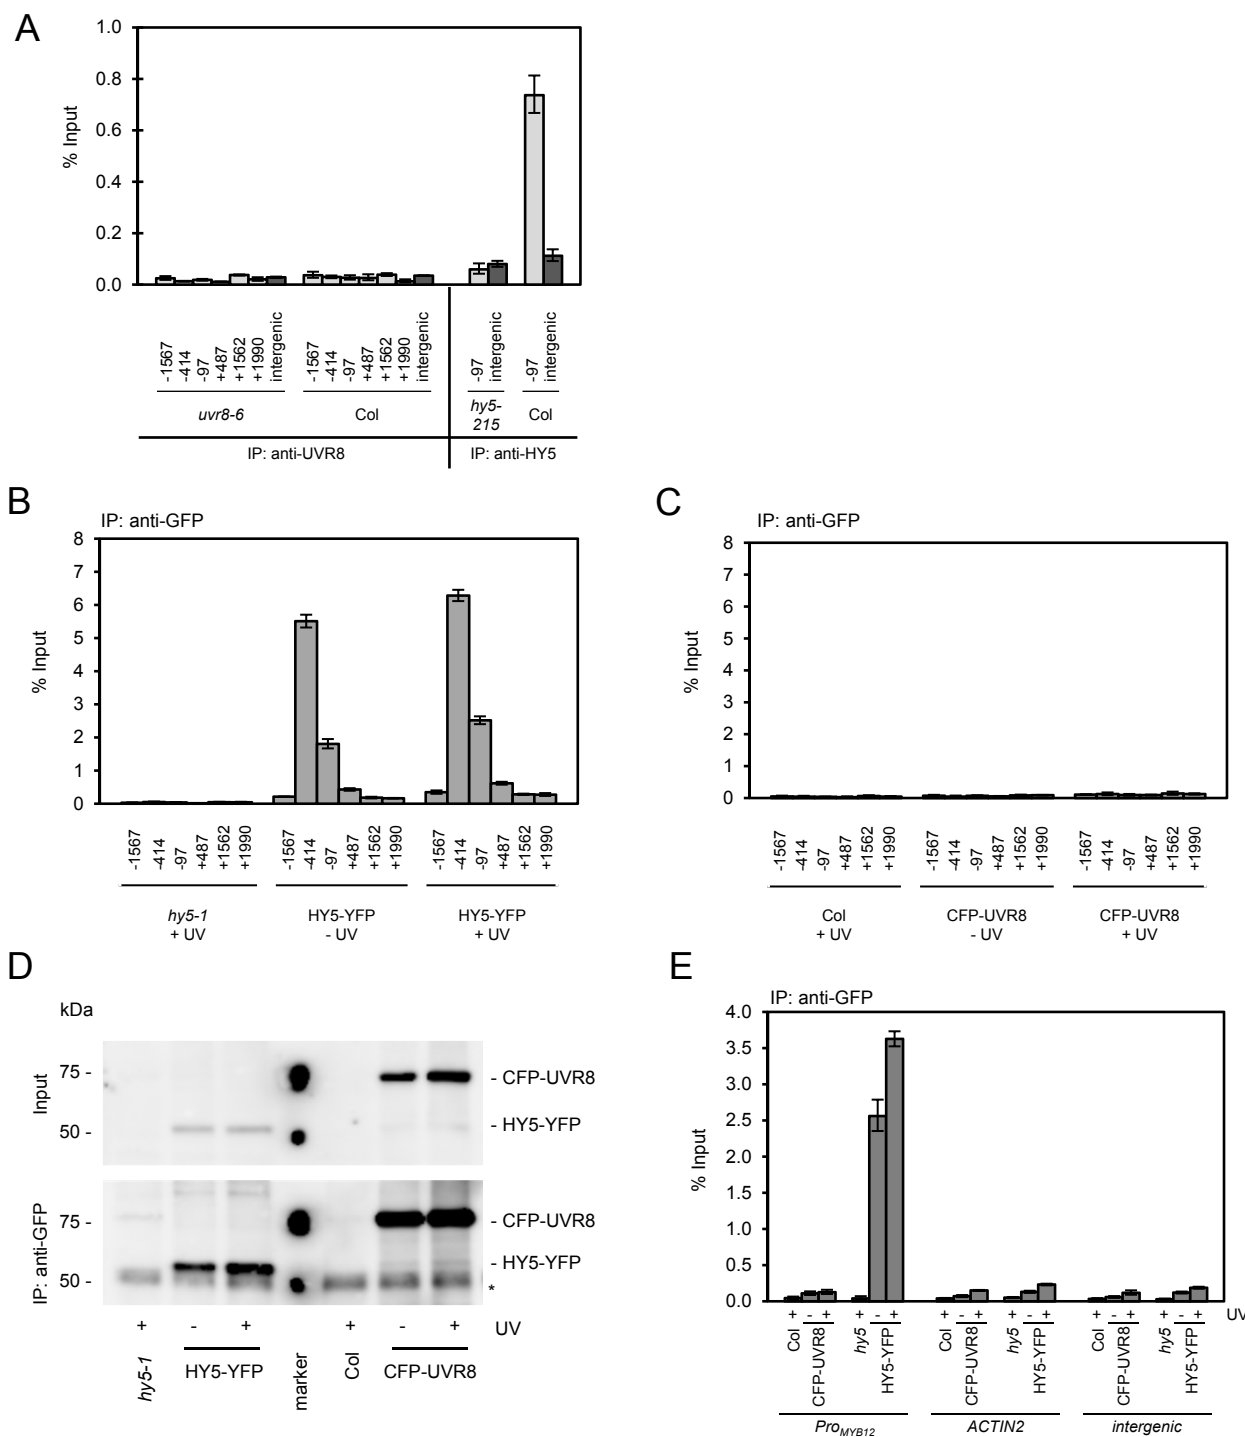 A
1.0
0.8
0.6
0.4
0.2
0.0
% Input
-1567
-414
-97
+487
+1562
+1990
intergenic
-1567
-414
-97
+487
+1562
+1990
intergenic
-97
intergenic
-97
intergenic
uvr8-6
Col
hy5-
215
Col
IP: anti-UVR8
IP: anti-HY5
B
IP: anti-GFP
8
7
6
5
4
3
2
1
0
% Input
-1567
-414
-97
+487
+1562
+1990
-1567
-414
-97
+487
+1562
+1990
-1567
-414
-97
+487
+1562
+1990
hy5-1
+ UV
HY5-YFP
- UV
HY5-YFP
+ UV
C
IP: anti-GFP
8
7
6
5
4
3
2
1
0
% Input
-1567
-414
-97
+487
+1562
+1990
-1567
-414
-97
+487
+1562
+1990
-1567
-414
-97
+487
+1562
+1990
Col
+ UV
CFP-UVR8
- UV
CFP-UVR8
+ UV
D
kDa
Input
75 -
50 -
- CFP-UVR8
- HY5-YFP
IP: anti-GFP
75 -
50 -
- CFP-UVR8
- HY5-YFP
*
+ - + + - + UV
hy5-1
HY5-YFP
marker
Col
CFP-UVR8
E
IP: anti-GFP
4.0
3.5
3.0
2.5
2.0
1.5
1.0
0.5
0.0
% Input
+ - + + - + + - + + - + + - + + - + UV
Col
CFP-UVR8
hy5
HY5-YFP
Col
CFP-UVR8
hy5
HY5-YFP
Col
CFP-UVR8
hy5
HY5-YFP
ProMYB12
ACTIN2
intergenic